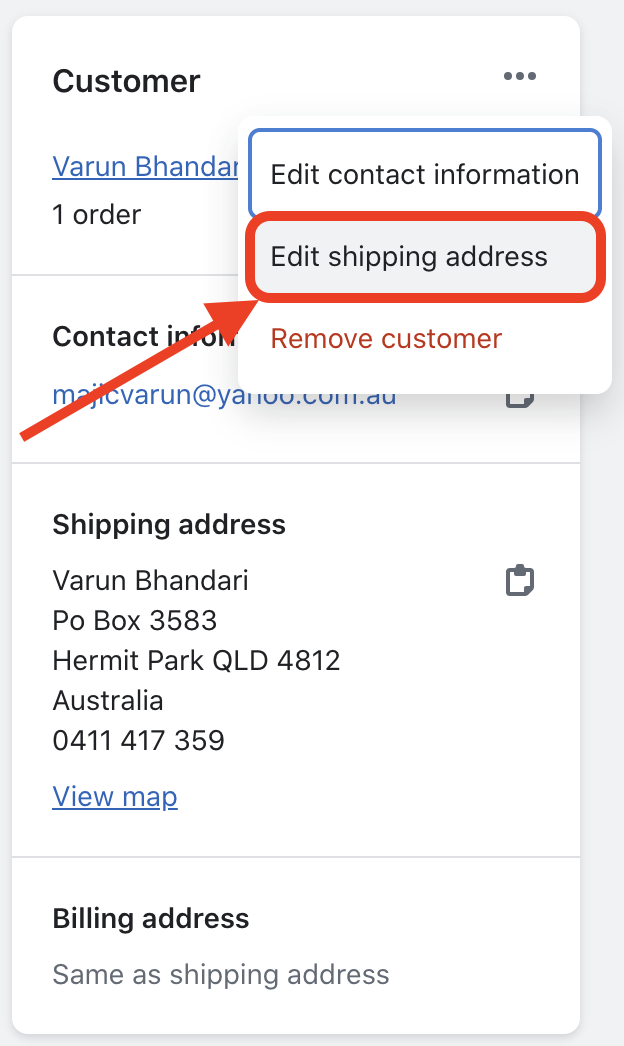 Customer
Varun Bhandar
Edit contact information
1 order
Edit shipping address
Contact infor
Remove customer
majicvarun@yahoo.com.au
Shipping address
Varun Bhandari
Po Box 3583
Hermit Park QLD 4812
Australia
0411 417 359
View map
Billing address
Same as shipping address